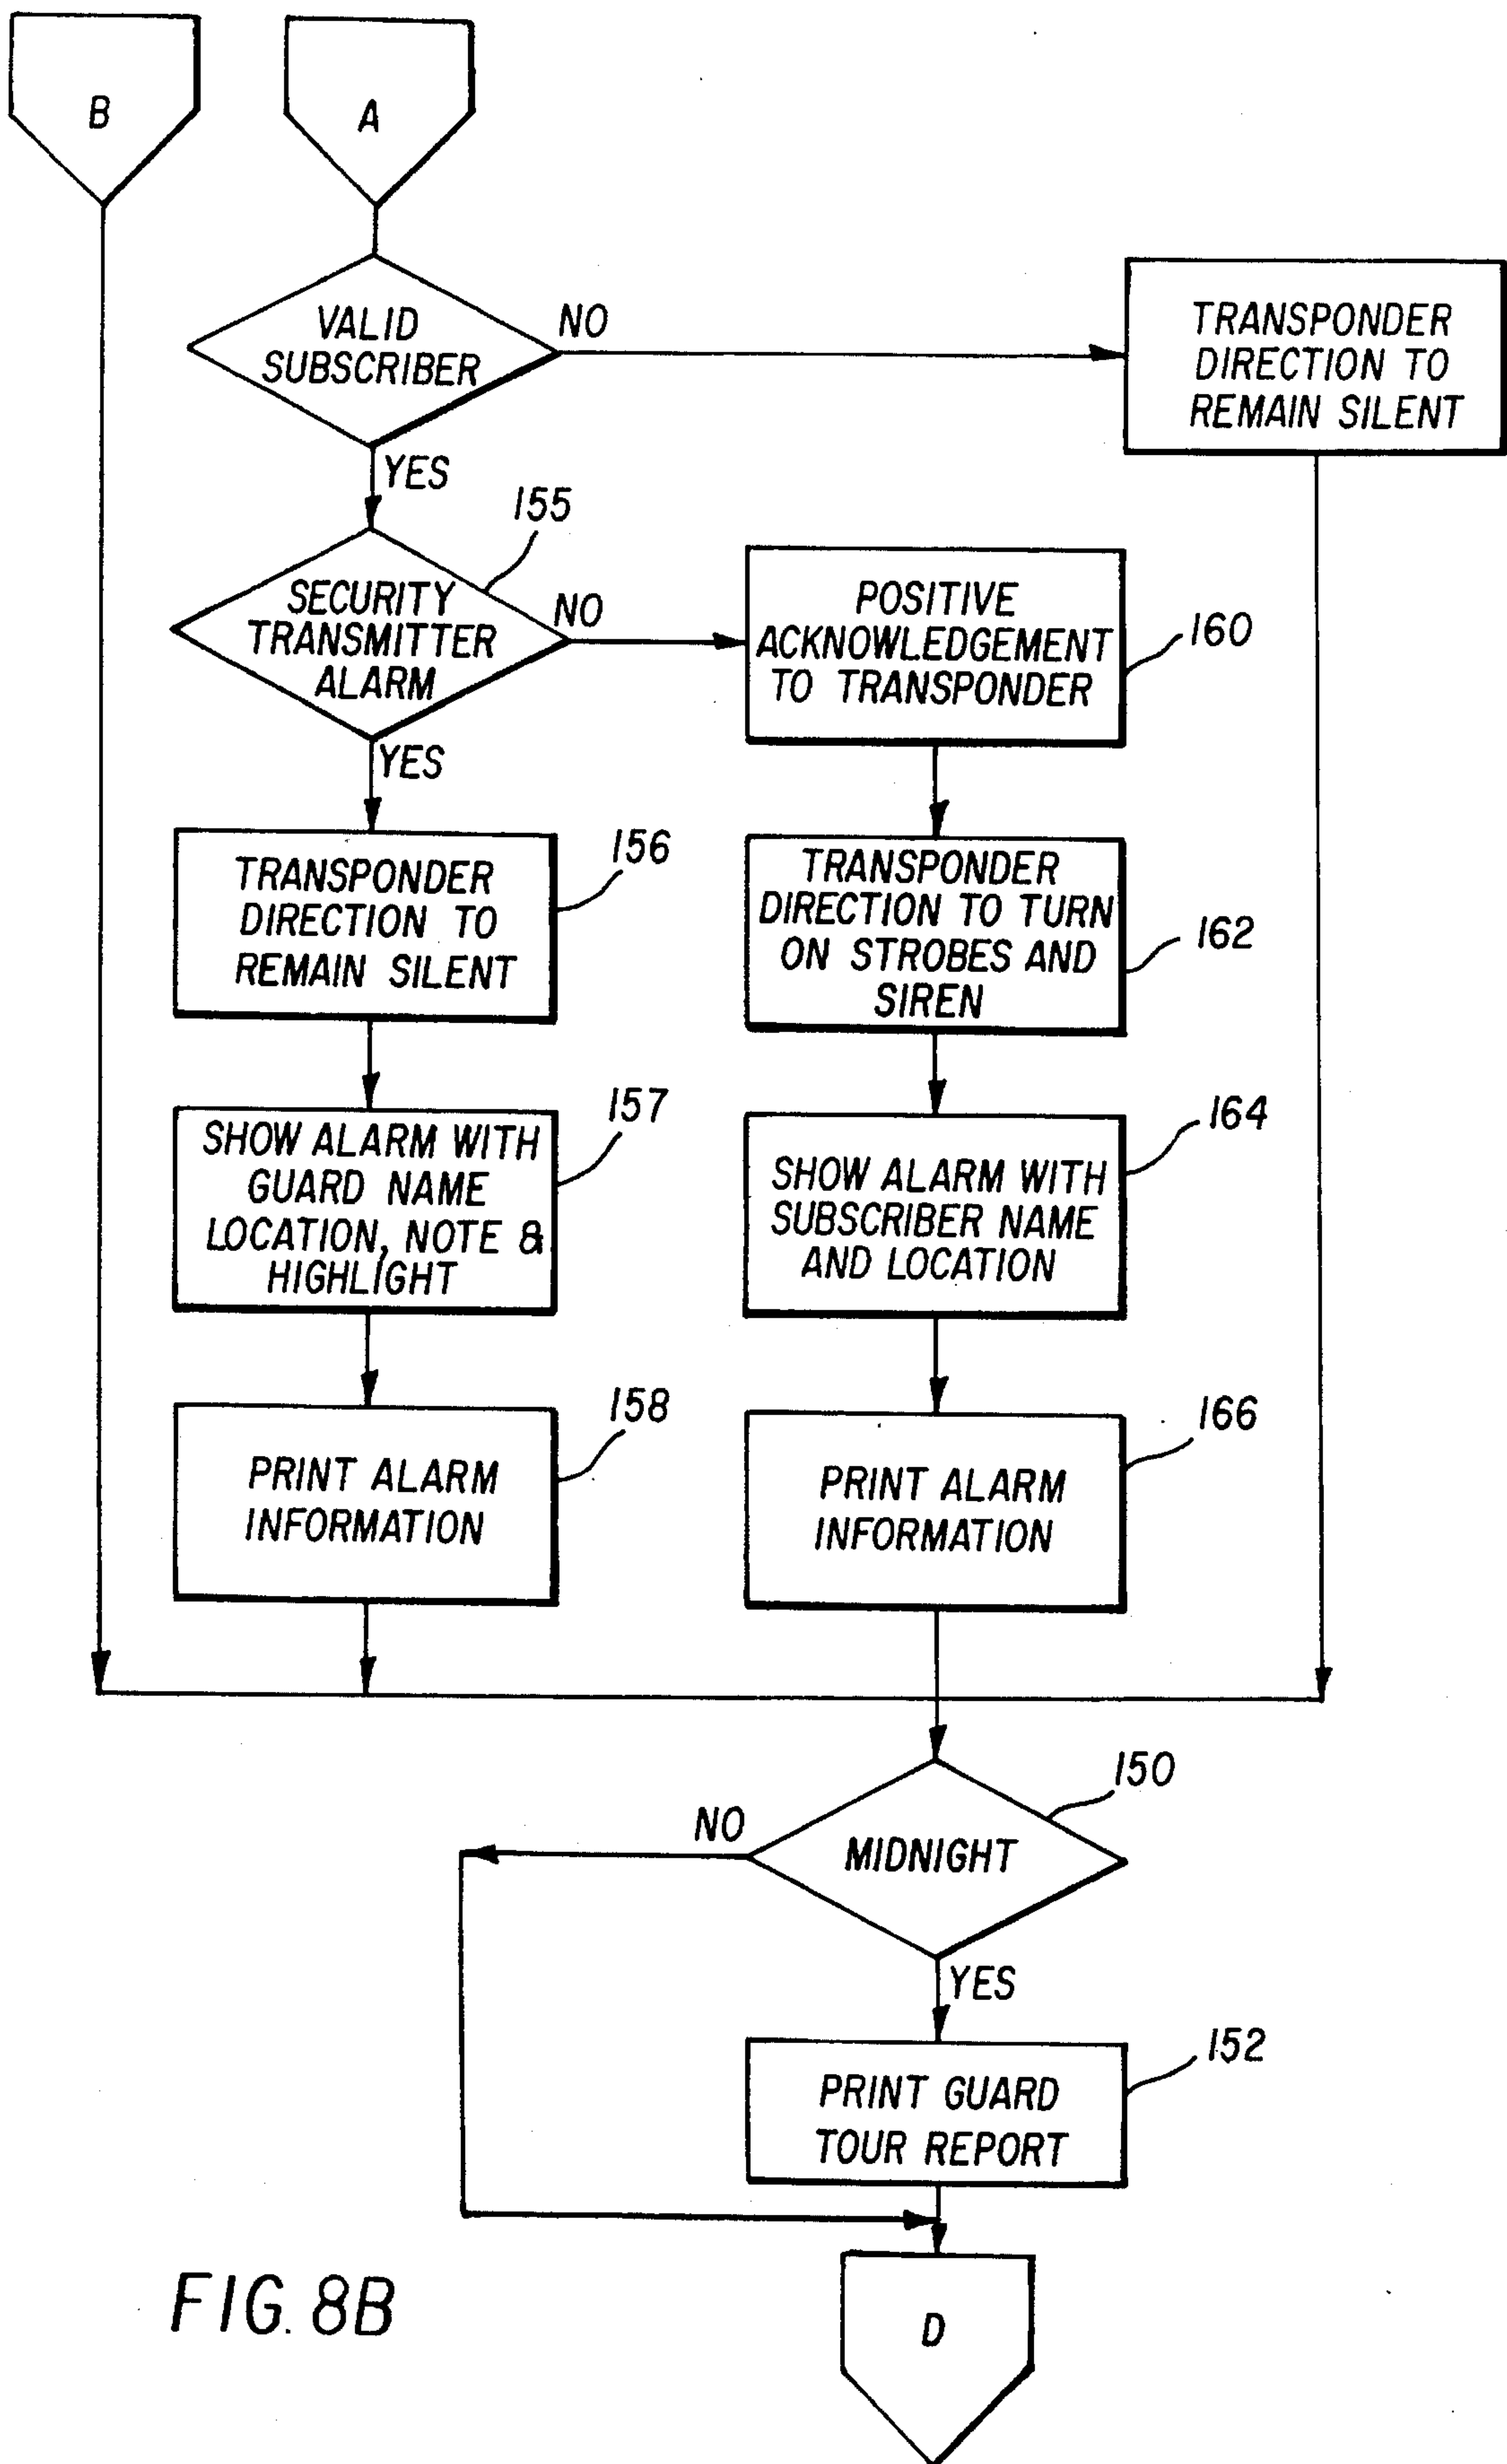 B
A
VALID
SUBSCRIBER
NO
YES
TRANSPONDER
DIRECTION TO
REMAIN SILENT
155
SECURITY
TRANSMITTER
ALARM
NO
YES
POSITIVE
ACKNOWLEDGEMENT
TO TRANSPONDER
160
TRANSPONDER
DIRECTION TO
REMAIN SILENT
156
TRANSPONDER
DIRECTION TO TURN
ON STROBES AND
SIREN
162
SHOW ALARM WITH
GUARD NAME
LOCATION, NOTE &
HIGHLIGHT
157
SHOW ALARM WITH
SUBSCRIBER NAME
AND LOCATION
164
PRINT ALARM
INFORMATION
158
PRINT ALARM
INFORMATION
166
150
MIDNIGHT
NO
YES
PRINT GUARD
TOUR REPORT
152
D
FIG. 8B